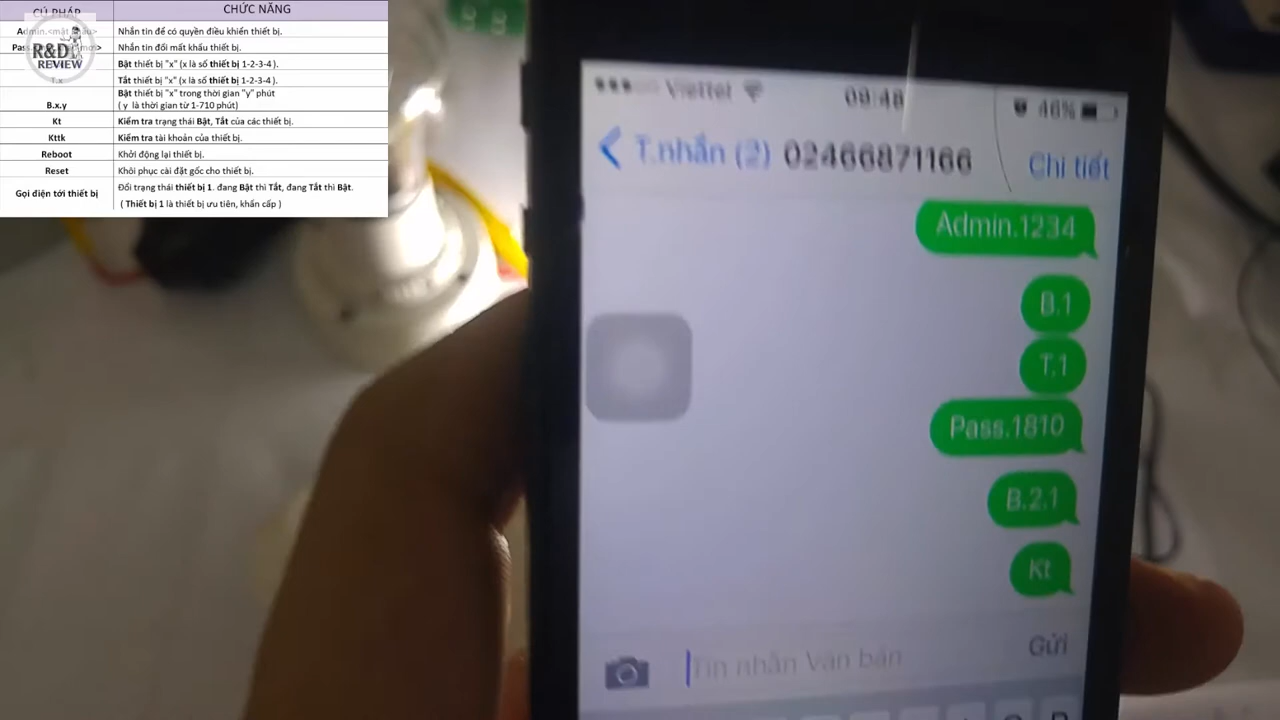 CÚ PHÁP
CHỨC NĂNG
Nhắn tin để có quyền điều khiển thiết bị.
Nhắn tin đổi mật khẩu thiết bị.
Bật thiết bị "x" (x là số thiết bị 1-2-3-4 ).
T.x
Tắt thiết bị "x" (x là số thiết bị 1-2-3-4 ).
B.x.y
Bật thiết bị "x" trong thời gian "y" phút
( y là thời gian từ 1-710 phút)
Kt
Kiểm tra trạng thái Bật, Tắt của các thiết bị.
Kttk
Kiểm tra tài khoản của thiết bị.
Reboot
Khởi động lại thiết bị.
Reset
Khôi phục cài đặt gốc cho thiết bị.
Gọi điện tới thiết bị
Đổi trạng thái thiết bị 1. đang Bật thì Tắt, đang Tắt thì Bật.
( Thiết bị 1 là thiết bị ưu tiên, khẩn cấp )
R&D
REVIEW
Viettel
09:48
46%
T.nhắn (2)
02466871166
Chi tiết
Admin.1234
B.1
T.1
Pass.1810
B.2.1
Kt
Tin nhắn văn bản
Gửi